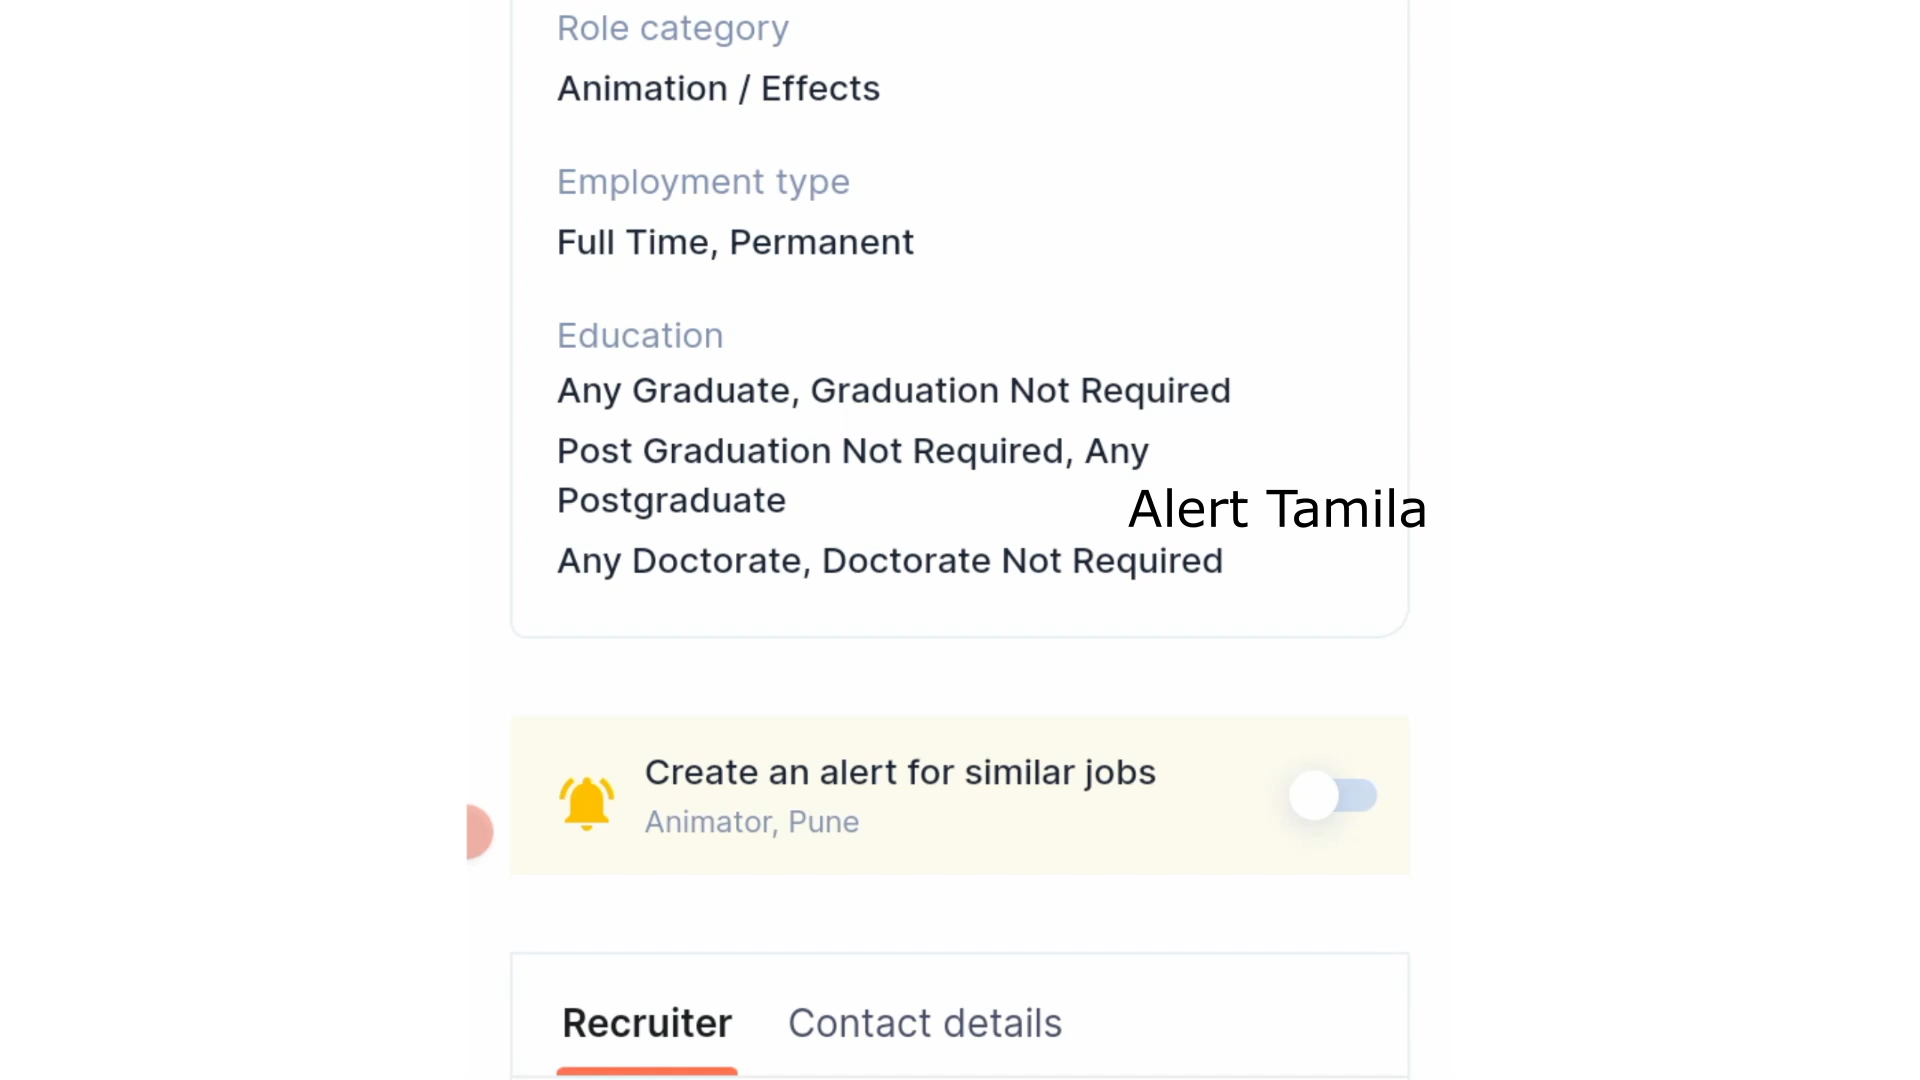 Role category
Animation / Effects
Employment type
Full Time, Permanent
Education
Any Graduate, Graduation Not Required
Post Graduation Not Required, Any
Postgraduate
Alert Tamila
Any Doctorate, Doctorate Not Required
Create an alert for similar jobs
Animator, Pune
Recruiter
Contact details